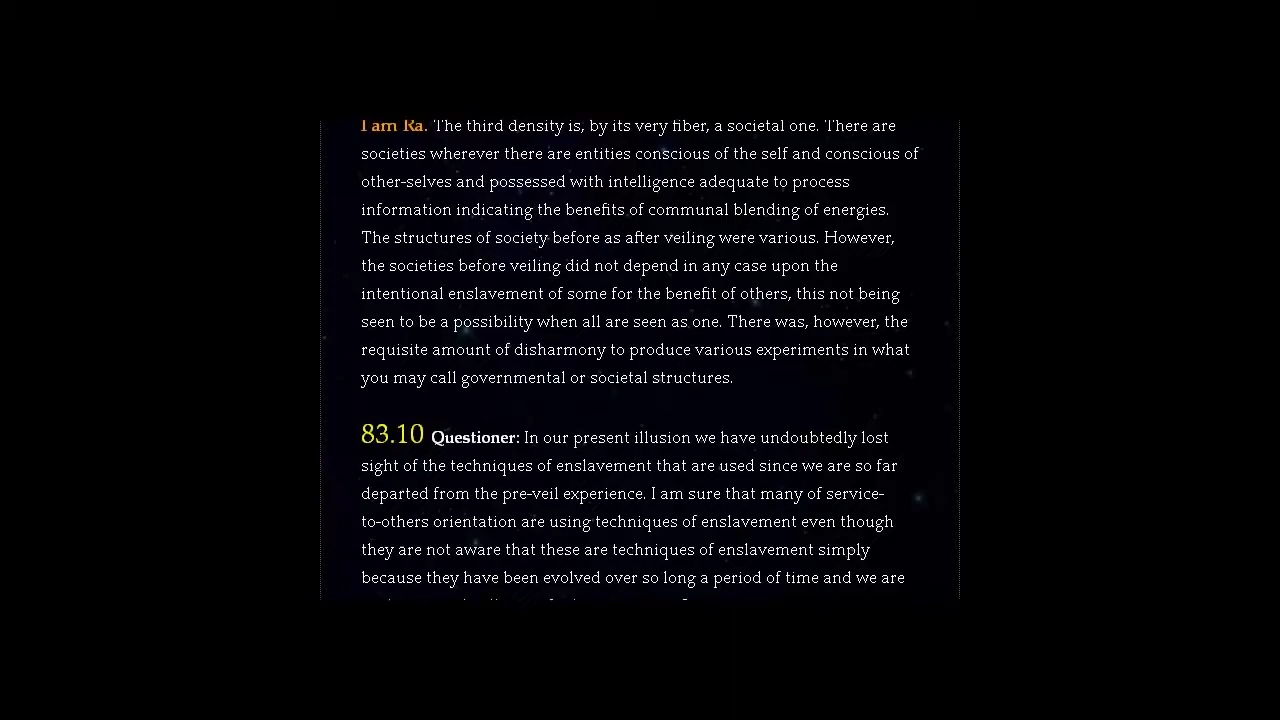 I am Ra. The third density is, by its very fiber, a societal one. There are
societies wherever there are entities conscious of the self and conscious of
other-selves and possessed with intelligence adequate to process
information indicating the benefits of communal blending of energies.
The structures of society before as after veiling were various. However,
the societies before veiling did not depend in any case upon the
intentional enslavement of some for the benefit of others, this not being
seen to be a possibility when all are seen as one. There was, however, the
requisite amount of disharmony to produce various experiments in what
you may call governmental or societal structures.
83.10 Questioner: In our present illusion we have undoubtedly lost
sight of the techniques of enslavement that are used since we are so far
departed from the pre-veil experience. I am sure that many of service-
to-others orientation are using techniques of enslavement even though
they are not aware that these are techniques of enslavement simply
because they have been evolved over so long a period of time and we are